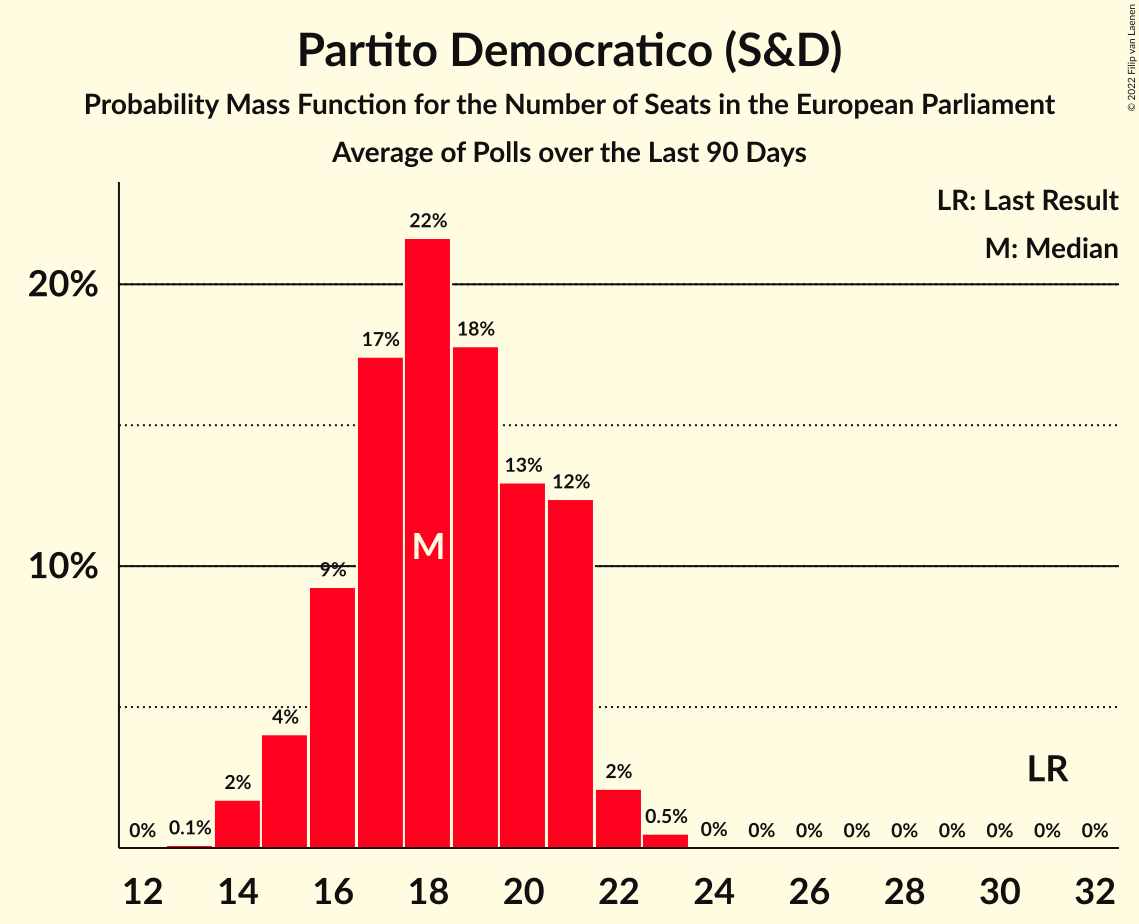 Partito Democratico (S&D)
Probability Mass Function for the Number of Seats in the European Parliament
Average of Polls over the Last 90 Days
© 2022 Filip van Laenen
LR: Last Result
M: Median
20%
10%
0%
0.1%
2%
4%
9%
17%
22%
18%
13%
12%
2%
0.5%
0%
0%
0%
0%
0%
0%
0%
0%
0%
M
LR
12 14 16 18 20 22 24 26 28 30 32